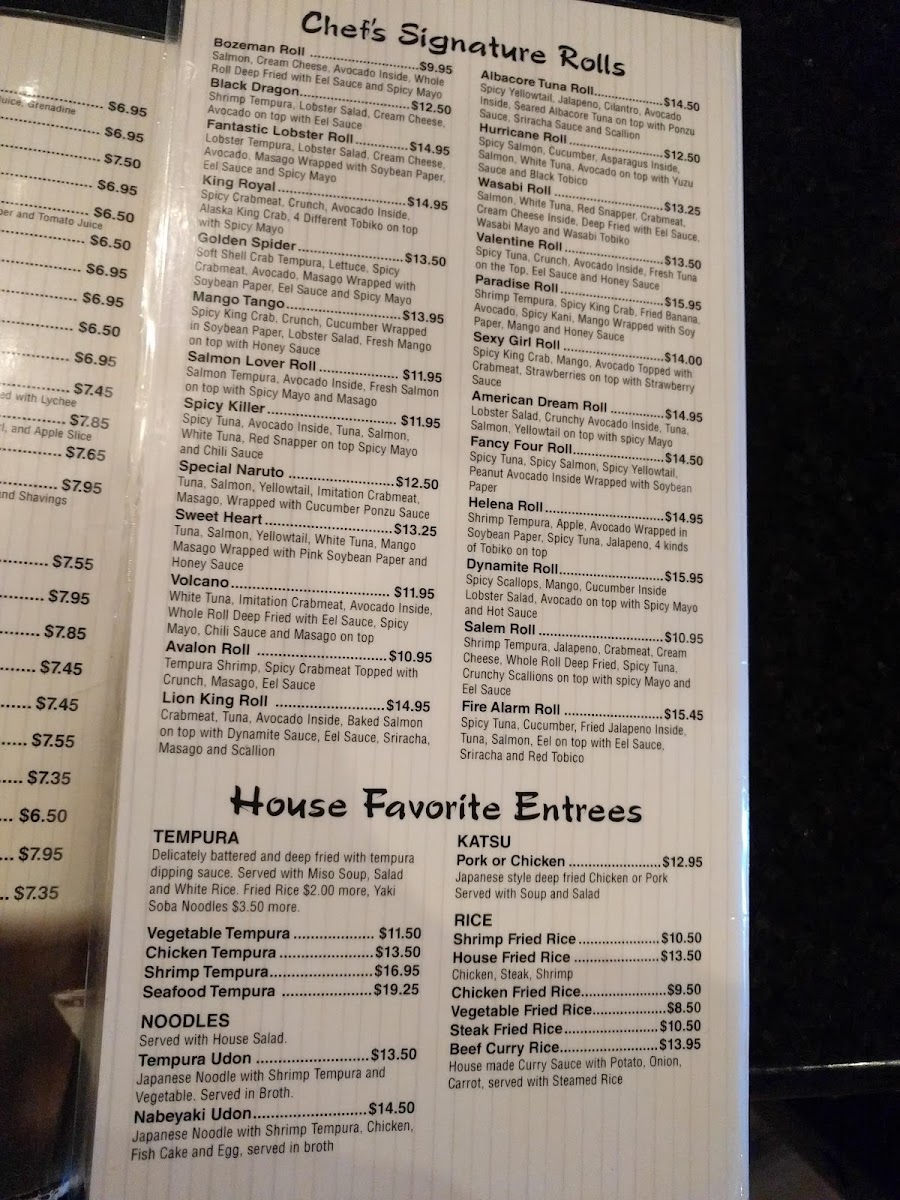 uice, Grenadine
$6.95
$6.95
$7.50
$6.95
$6.50
per and Tomato Juice
$6.50
$6.95
$6.95
$6.50
$6.95
$7.45
ed with Lychee
$7.85
l, and Apple Slice
$7.65
$7.95
nd Shavings
$7.55
$7.95
$7.85
$7.45
$7.45
$7.55
$7.35
$6.50
$7.95
$7.35
Chef's Signature Rolls
Bozeman Roll $9.95
Salmon, Cream Cheese, Avocado Inside, Whole
Roll Deep Fried with Eel Sauce and Spicy Mayo
Black Dragon $12.50
Shrimp Tempura, Lobster Salad, Cream Cheese,
Avocado on top with Eel Sauce
Fantastic Lobster Roll $14.95
Lobster Tempura, Lobster Salad, Cream Cheese,
Avocado, Masago Wrapped with Soybean Paper,
Eel Sauce and Spicy Mayo
King Royal $14.95
Spicy Crabmeat, Crunch, Avocado Inside,
Alaska King Crab, 4 Different Tobiko on top
with Spicy Mayo
Golden Spider $13.50
Soft Shell Crab Tempura, Lettuce, Spicy
Crabmeat, Avocado, Masago Wrapped with
Soybean Paper, Eel Sauce and Spicy Mayo
Mango Tango $13.95
Spicy King Crab, Crunch, Cucumber Wrapped
in Soybean Paper, Lobster Salad, Fresh Mango
on top with Honey Sauce
Salmon Lover Roll $11.95
Salmon Tempura, Avocado Inside, Fresh Salmon
on top with Spicy Mayo and Masago
Spicy Killer $11.95
Spicy Tuna, Avocado Inside, Tuna, Salmon,
White Tuna, Red Snapper on top Spicy Mayo
and Chili Sauce
Special Naruto $12.50
Tuna, Salmon, Yellowtail, Imitation Crabmeat,
Masago, Wrapped with Cucumber Ponzu Sauce
Sweet Heart $13.25
Tuna, Salmon, Yellowtail, White Tuna, Mango
Masago Wrapped with Pink Soybean Paper and
Honey Sauce
Volcano $11.95
White Tuna, Imitation Crabmeat, Avocado Inside,
Whole Roll Deep Fried with Eel Sauce, Spicy
Mayo, Chili Sauce and Masago on top
Avalon Roll $10.95
Tempura Shrimp, Spicy Crabmeat Topped with
Crunch, Masago, Eel Sauce
Lion King Roll $14.95
Crabmeat, Tuna, Avocado Inside, Baked Salmon
on top with Dynamite Sauce, Eel Sauce, Sriracha,
Masago and Scallion
Albacore Tuna Roll $14.50
Spicy Yellowtail, Jalapeno, Cilantro, Avocado
Inside, Seared Albacore Tuna on top with Ponzu
Sauce, Sriracha Sauce and Scallion
Hurricane Roll $12.50
Spicy Salmon, Cucumber, Asparagus Inside,
Salmon, White Tuna, Avocado on top with Yuzu
Sauce and Black Tobico
Wasabi Roll $13.25
Salmon, White Tuna, Red Snapper, Crabmeat,
Cream Cheese Inside, Deep Fried with Eel Sauce,
Wasabi Mayo and Wasabi Tobiko
Valentine Roll $13.50
Spicy Tuna, Crunch, Avocado Inside, Fresh Tuna
on the Top, Eel Sauce and Honey Sauce
Paradise Roll $15.95
Shrimp Tempura, Spicy King Crab, Fried Banana,
Avocado, Spicy Kani, Mango Wrapped with Soy
Paper, Mango and Honey Sauce
Sexy Girl Roll $14.00
Spicy King Crab, Mango, Avocado Topped with
Crabmeat, Strawberries on top with Strawberry
Sauce
American Dream Roll $14.95
Lobster Salad, Crunchy Avocado Inside, Tuna,
Salmon, Yellowtail on top with spicy Mayo
Fancy Four Roll $14.50
Spicy Tuna, Spicy Salmon, Spicy Yellowtail,
Peanut Avocado Inside Wrapped with Soybean
Paper
Helena Roll $14.95
Shrimp Tempura, Apple, Avocado Wrapped in
Soybean Paper, Spicy Tuna, Jalapeno, 4 kinds
of Tobiko on top
Dynamite Roll $15.95
Spicy Scallops, Mango, Cucumber Inside
Lobster Salad, Avocado on top with Spicy Mayo
and Hot Sauce
Salem Roll $10.95
Shrimp Tempura, Jalapeno, Crabmeat, Cream
Cheese, Whole Roll Deep Fried, Spicy Tuna,
Crunchy Scallions on top with spicy Mayo and
Eel Sauce
Fire Alarm Roll $15.45
Spicy Tuna, Cucumber, Fried Jalapeno Inside,
Tuna, Salmon, Eel on top with Eel Sauce,
Sriracha and Red Tobico
House Favorite Entrees
TEMPURA
Delicately battered and deep fried with tempura
dipping sauce. Served with Miso Soup, Salad
and White Rice. Fried Rice $2.00 more, Yaki
Soba Noodles $3.50 more.
Vegetable Tempura $11.50
Chicken Tempura $13.50
Shrimp Tempura $16.95
Seafood Tempura $19.25
NOODLES
Served with House Salad.
Tempura Udon $13.50
Japanese Noodle with Shrimp Tempura and
Vegetable. Served in Broth.
Nabeyaki Udon $14.50
Japanese Noodle with Shrimp Tempura, Chicken,
Fish Cake and Egg, served in broth
KATSU
Pork or Chicken $12.95
Japanese style deep fried Chicken or Pork
Served with Soup and Salad
RICE
Shrimp Fried Rice $10.50
House Fried Rice $13.50
Chicken, Steak, Shrimp
Chicken Fried Rice $9.50
Vegetable Fried Rice $8.50
Steak Fried Rice $10.50
Beef Curry Rice $13.95
House made Curry Sauce with Potato, Onion,
Carrot, served with Steamed Rice